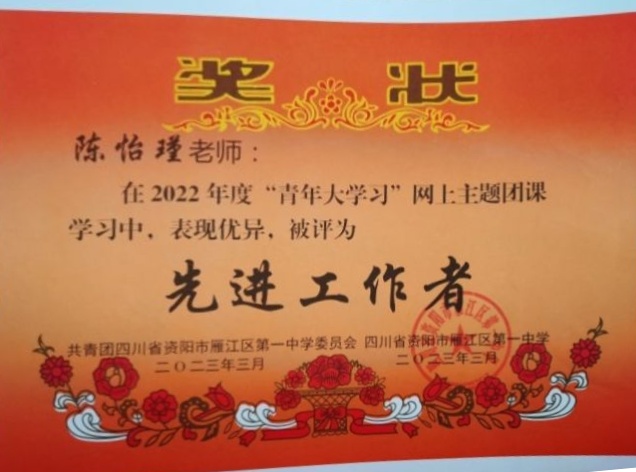 奖 状
陈怡瑾老师:
在2022年度“青年大学习”网上主题团课
学习中,表现优异,被评为
先进工作者
共青团四川省资阳市雁江区第一中学委员会 四川省资阳市雁江区第一中学
二〇二三年三月 二〇二三年三月